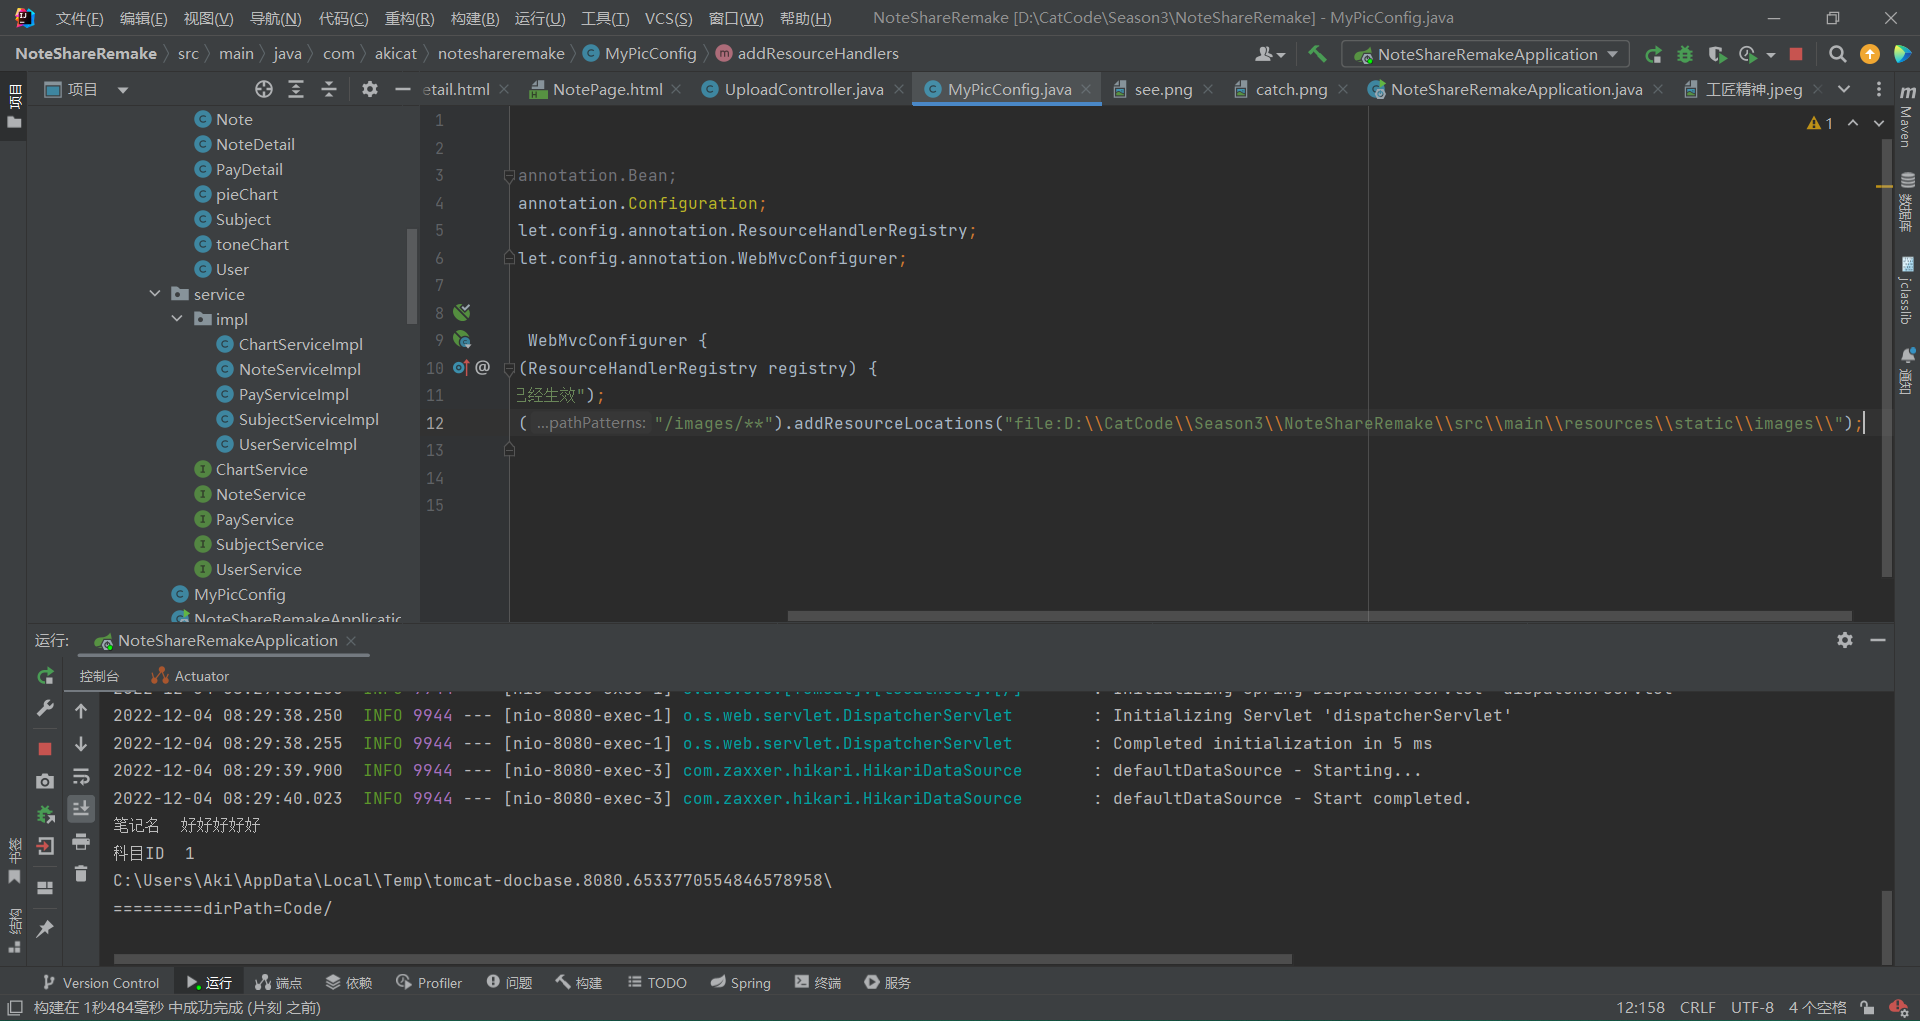 文件(F) 编辑(E) 视图(V) 导航(N) 代码(C) 重构(R) 构建(B) 运行(U) 工具(T) VCS(S) 窗口(W) 帮助(H) NoteShareRemake [D:\CatCode\Season3\NoteShareRemake] - MyPicConfig.java
NoteShareRemake src main java com akicat noteshareremake MyPicConfig addResourceHandlers NoteShareRemakeApplication
项目 etail.html NotePage.html UploadController.java MyPicConfig.java see.png catch.png NoteShareRemakeApplication.java 工匠精神.jpeg
项目
Note
NoteDetail
PayDetail
pieChart
Subject
toneChart
User
service
impl
ChartServiceImpl
NoteServiceImpl
PayServiceImpl
SubjectServiceImpl
UserServiceImpl
ChartService
NoteService
PayService
SubjectService
UserService
MyPicConfig
NoteShareRemakeApplicatic
1
2
3 annotation.Bean;
4 annotation.Configuration;
5 let.config.annotation.ResourceHandlerRegistry;
6 let.config.annotation.WebMvcConfigurer;
7
8
9 WebMvcConfigurer {
10 @ (ResourceHandlerRegistry registry) {
11 已经生效");
12 ( ...pathPatterns: "/images/**").addResourceLocations("file:D:\\CatCode\\Season3\\NoteShareRemake\\src\\main\\resources\\static\\images\\");
13
14
15
1
Maven
数据库
jclasslib
通知
运行: NoteShareRemakeApplication
控制台 Actuator
2022-12-04 08:29:38.250 INFO 9944 --- [nio-8080-exec-1] o.s.web.servlet.DispatcherServlet : Initializing Servlet 'dispatcherServlet'
2022-12-04 08:29:38.255 INFO 9944 --- [nio-8080-exec-1] o.s.web.servlet.DispatcherServlet : Completed initialization in 5 ms
2022-12-04 08:29:39.900 INFO 9944 --- [nio-8080-exec-3] com.zaxxer.hikari.HikariDataSource : defaultDataSource - Starting...
2022-12-04 08:29:40.023 INFO 9944 --- [nio-8080-exec-3] com.zaxxer.hikari.HikariDataSource : defaultDataSource - Start completed.
笔记名 好好好好好
科目ID 1
C:\Users\Aki\AppData\Local\Temp\tomcat-docbase.8080.6533770554846578958\
=========dirPath=Code/
书签
结构
Version Control 运行 端点 依赖 Profiler 问题 构建 TODO Spring 终端 服务
构建在 1秒484毫秒 中成功完成 (片刻 之前) 12:158 CRLF UTF-8 4 个空格